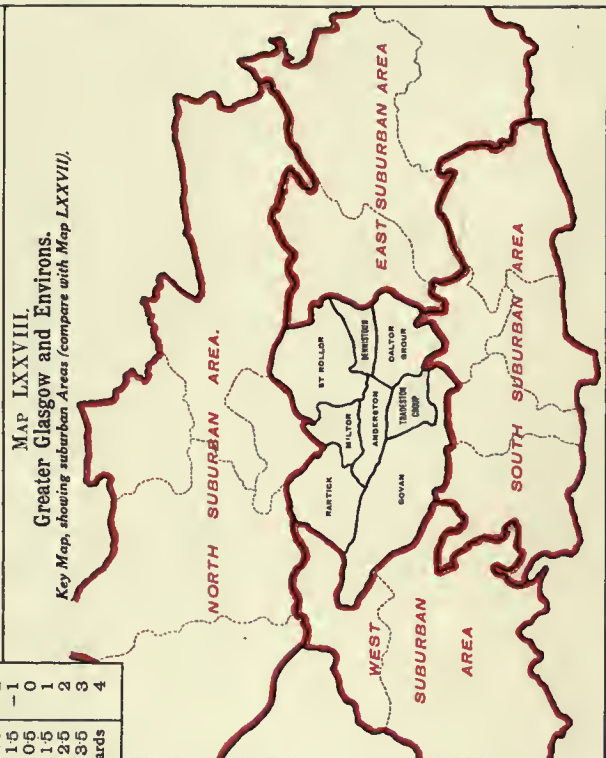 MAP LXXVIII.
Greater Glasgow and Environs.
Key Map, showing suburban Areas (compare with Map LXXVII).
NORTH SUBURBAN AREA.
EAST SUBURBAN AREA
SOUTH SUBURBAN AREA
WEST
SUBURBAN
AREA
ST ROLLOX
DENNISTOUN
DALTON
GROUP
MILTON
ANDERSTON
TRADESTON
GROUP
PARTICK
GOVAN
1·5 −1
0·5 0
1·5 1
2·5 2
3·5 3
ards 4